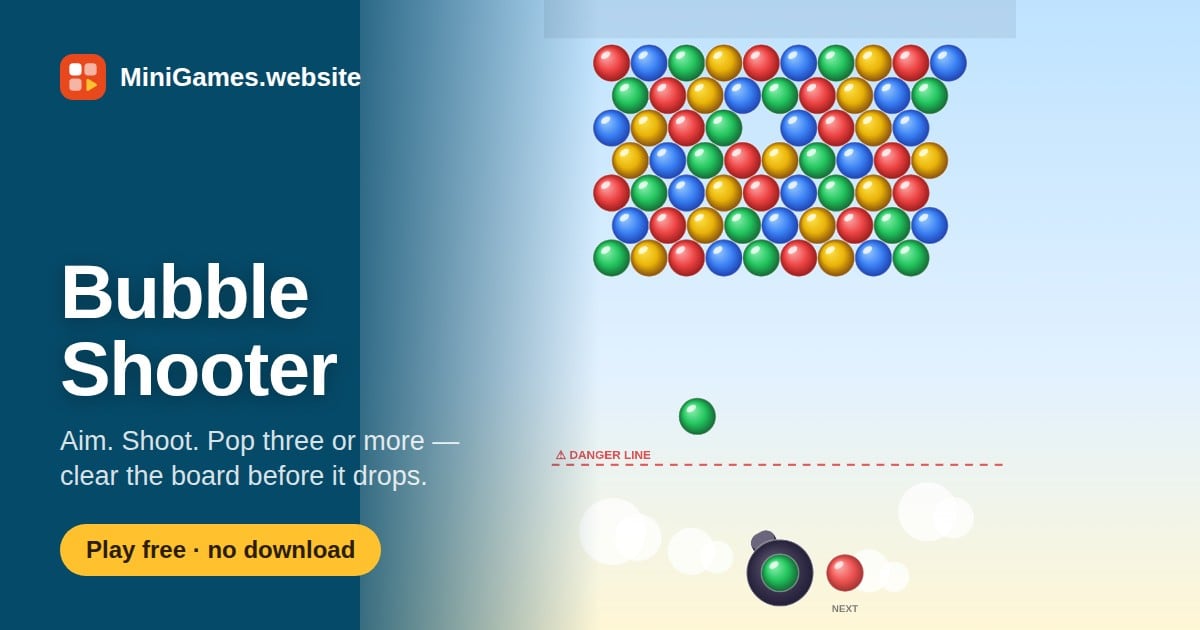 MiniGames.website
Bubble
Shooter
Aim. Shoot. Pop three or more —
clear the board before it drops.
Play free · no download
⚠ DANGER LINE
NEXT